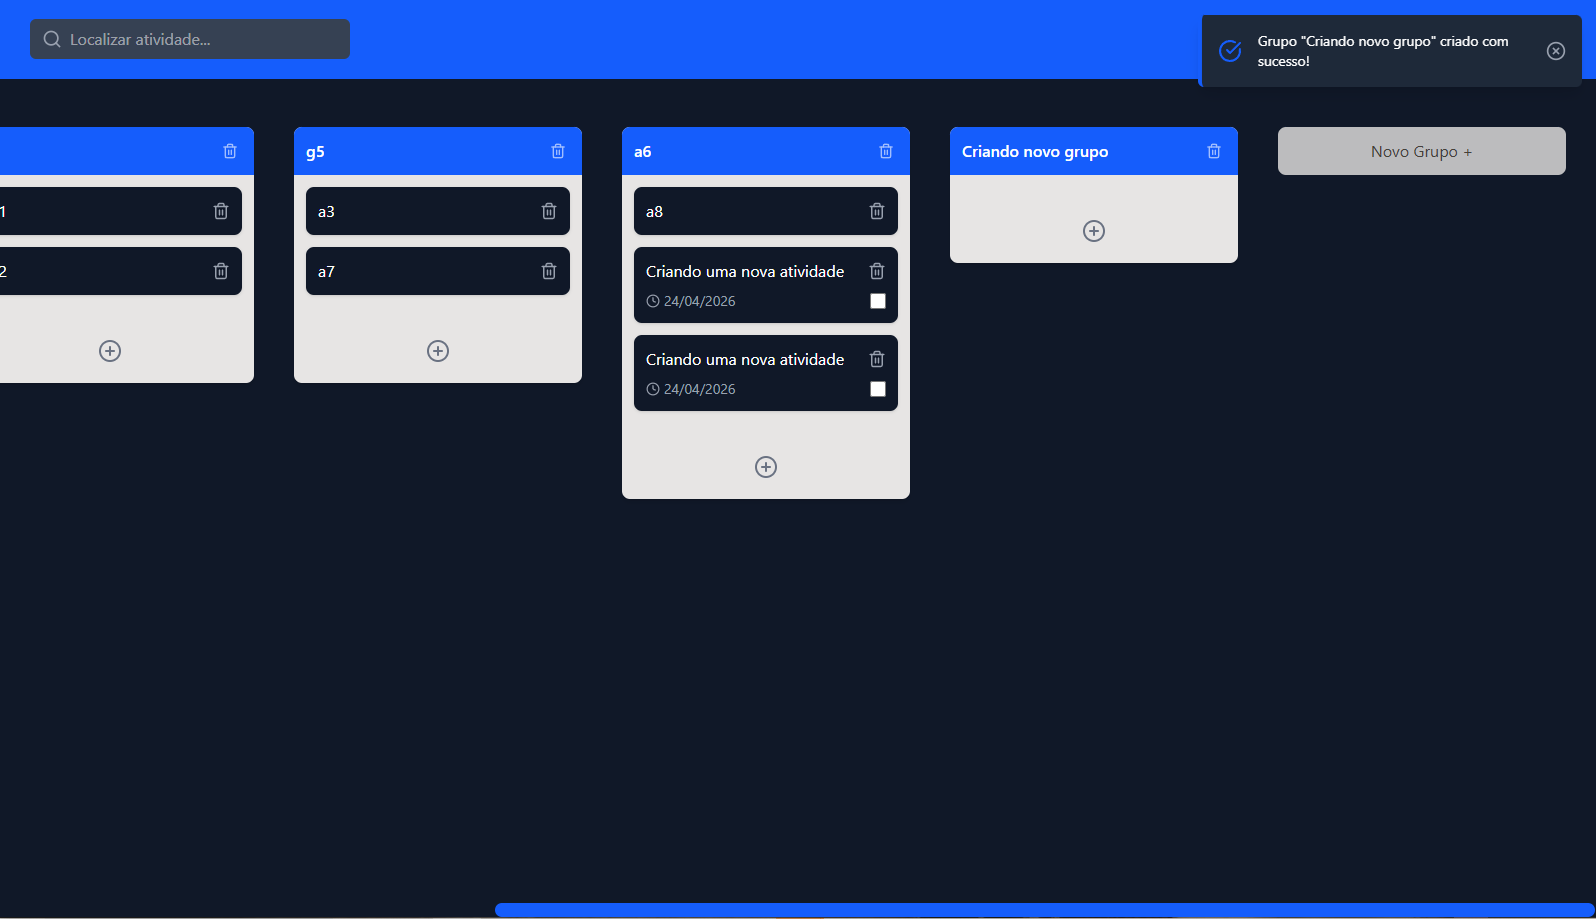 Localizar atividade...
Grupo "Criando novo grupo" criado com
sucesso!
1
2
g5
a3
a7
a6
a8
Criando uma nova atividade
24/04/2026
Criando uma nova atividade
24/04/2026
Criando novo grupo
Novo Grupo +